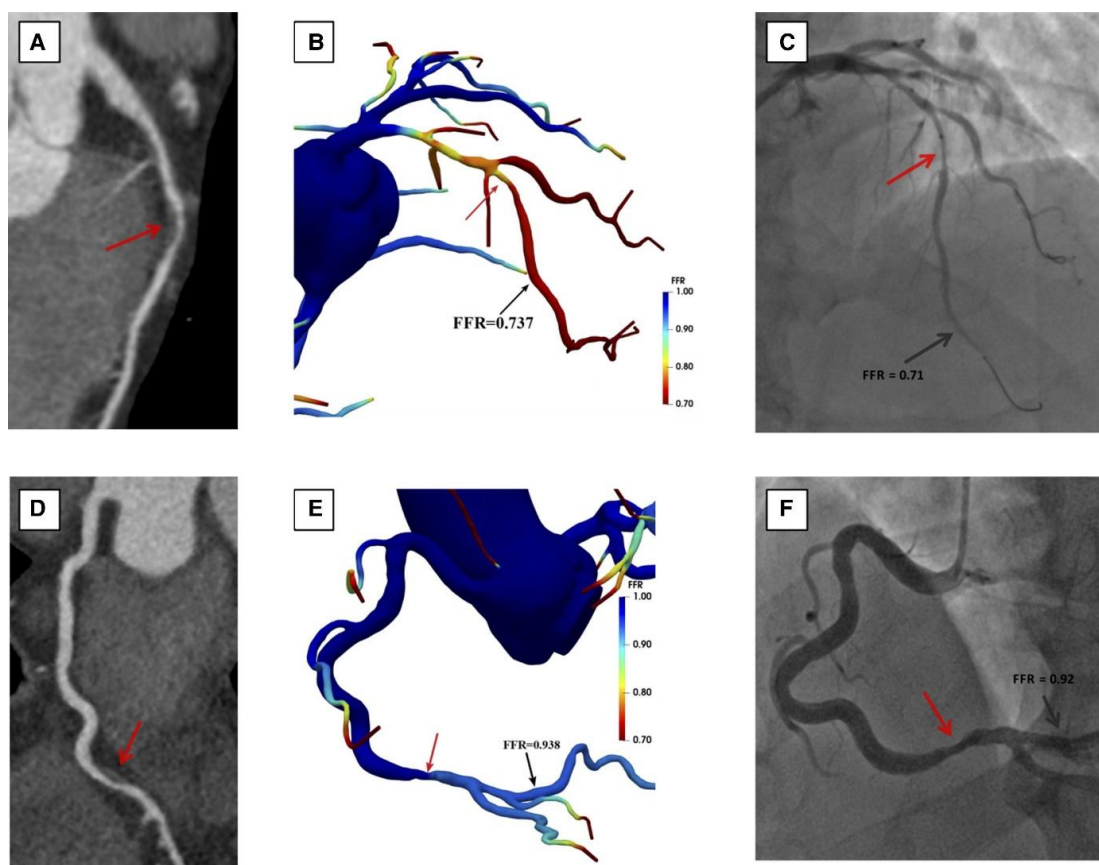 A
B
C
FFR
1.00
0.90
0.80
0.70
FFR=0.737
FFR = 0.71
D
E
F
FFR
1.00
0.90
0.80
0.70
FFR=0.938
FFR = 0.92